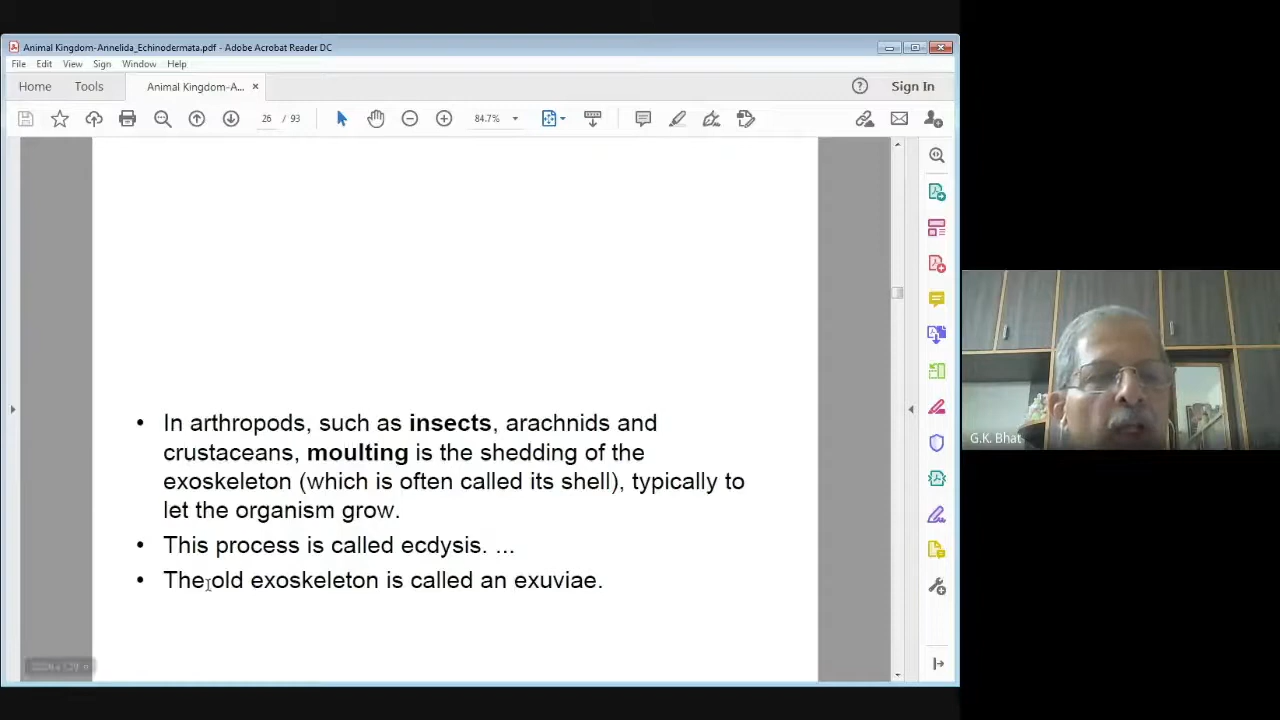 Animal Kingdom-Annelida_Echinodermata.pdf - Adobe Acrobat Reader DC
File Edit View Sign Window Help
Home Tools Animal Kingdom-A... × Sign In
26 / 93 84.7%
• In arthropods, such as insects, arachnids and
crustaceans, moulting is the shedding of the
exoskeleton (which is often called its shell), typically to
let the organism grow.
• This process is called ecdysis. ...
• The old exoskeleton is called an exuviae.
G.K. Bhat